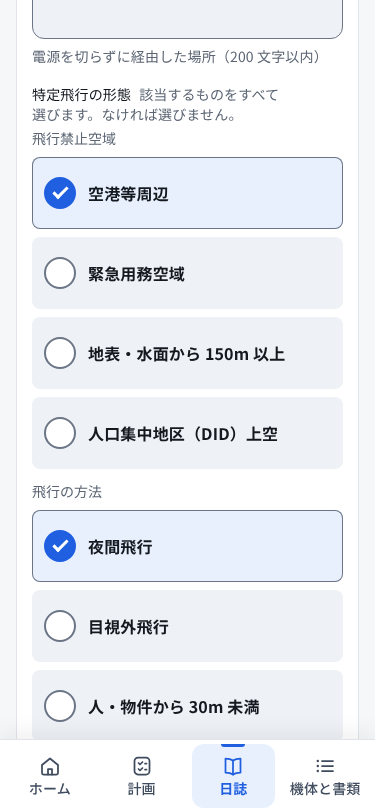 電源を切らずに経由した場所（200 文字以内）
特定飛行の形態 該当するものをすべて
選びます。なければ選びません。
飛行禁止空域
空港等周辺
緊急用務空域
地表・水面から 150m 以上
人口集中地区（DID）上空
飛行の方法
夜間飛行
目視外飛行
人・物件から 30m 未満
ホーム 計画 日誌 機体と書類